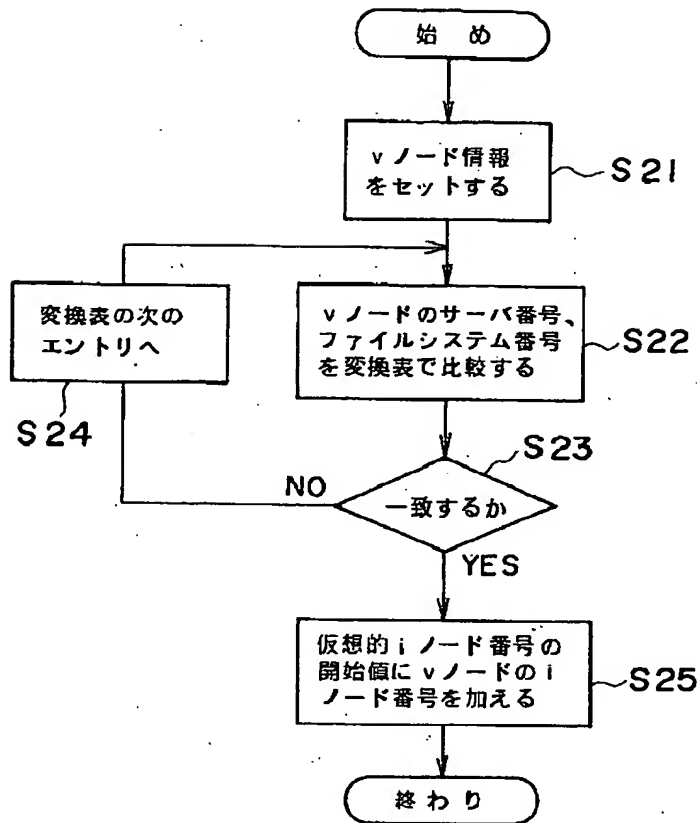 始め
vノード情報
をセットする
S21
変換表の次の
エントリへ
S24
vノードのサーバ番号、
ファイルシステム番号
を変換表で比較する
S22
S23
NO
一致するか
YES
仮想的iノード番号の
開始値にvノードのi
ノード番号を加える
S25
終わり